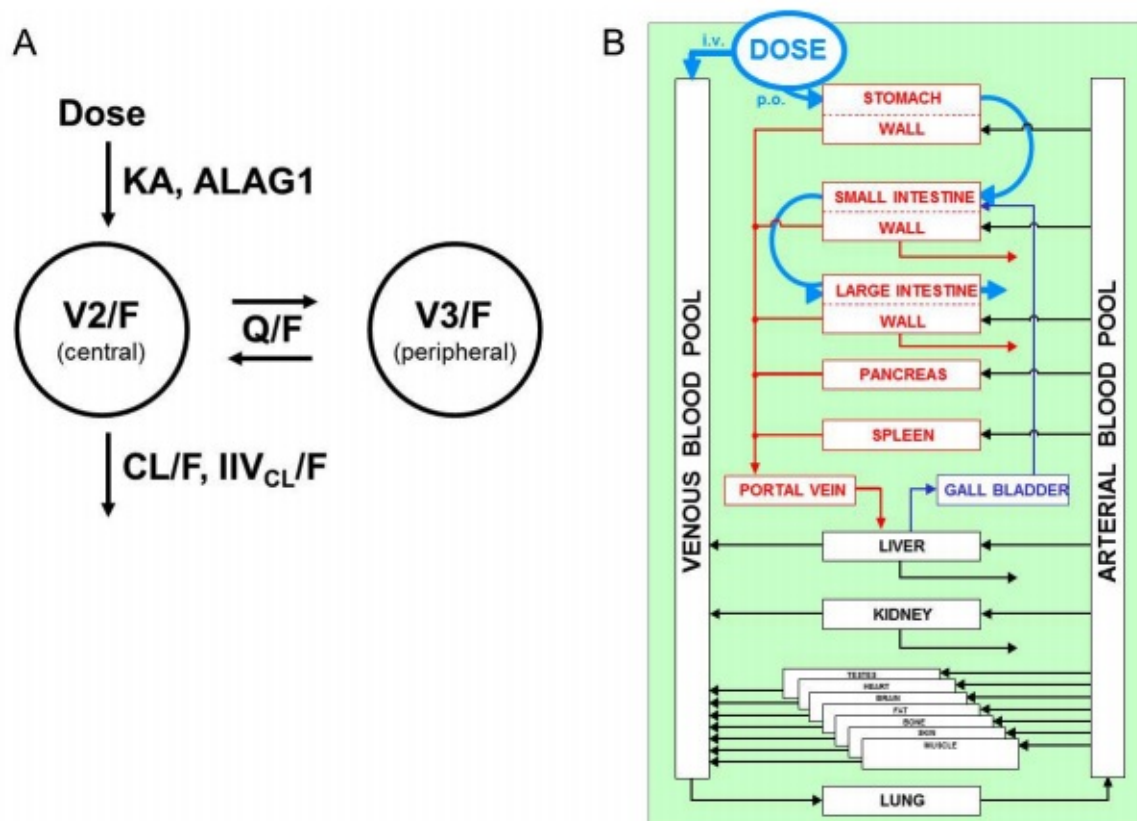 A
Dose
KA, ALAG1
V2/F
(central)
Q/F
V3/F
(peripheral)
CL/F, IIV_CL/F
B
i.v.
DOSE
p.o.
STOMACH
WALL
SMALL INTESTINE
WALL
LARGE INTESTINE
WALL
PANCREAS
SPLEEN
PORTAL VEIN
GALL BLADDER
LIVER
KIDNEY
TESTES
HEART
BRAIN
FAT
BONE
SKIN
MUSCLE
LUNG
VENOUS BLOOD POOL
ARTERIAL BLOOD POOL